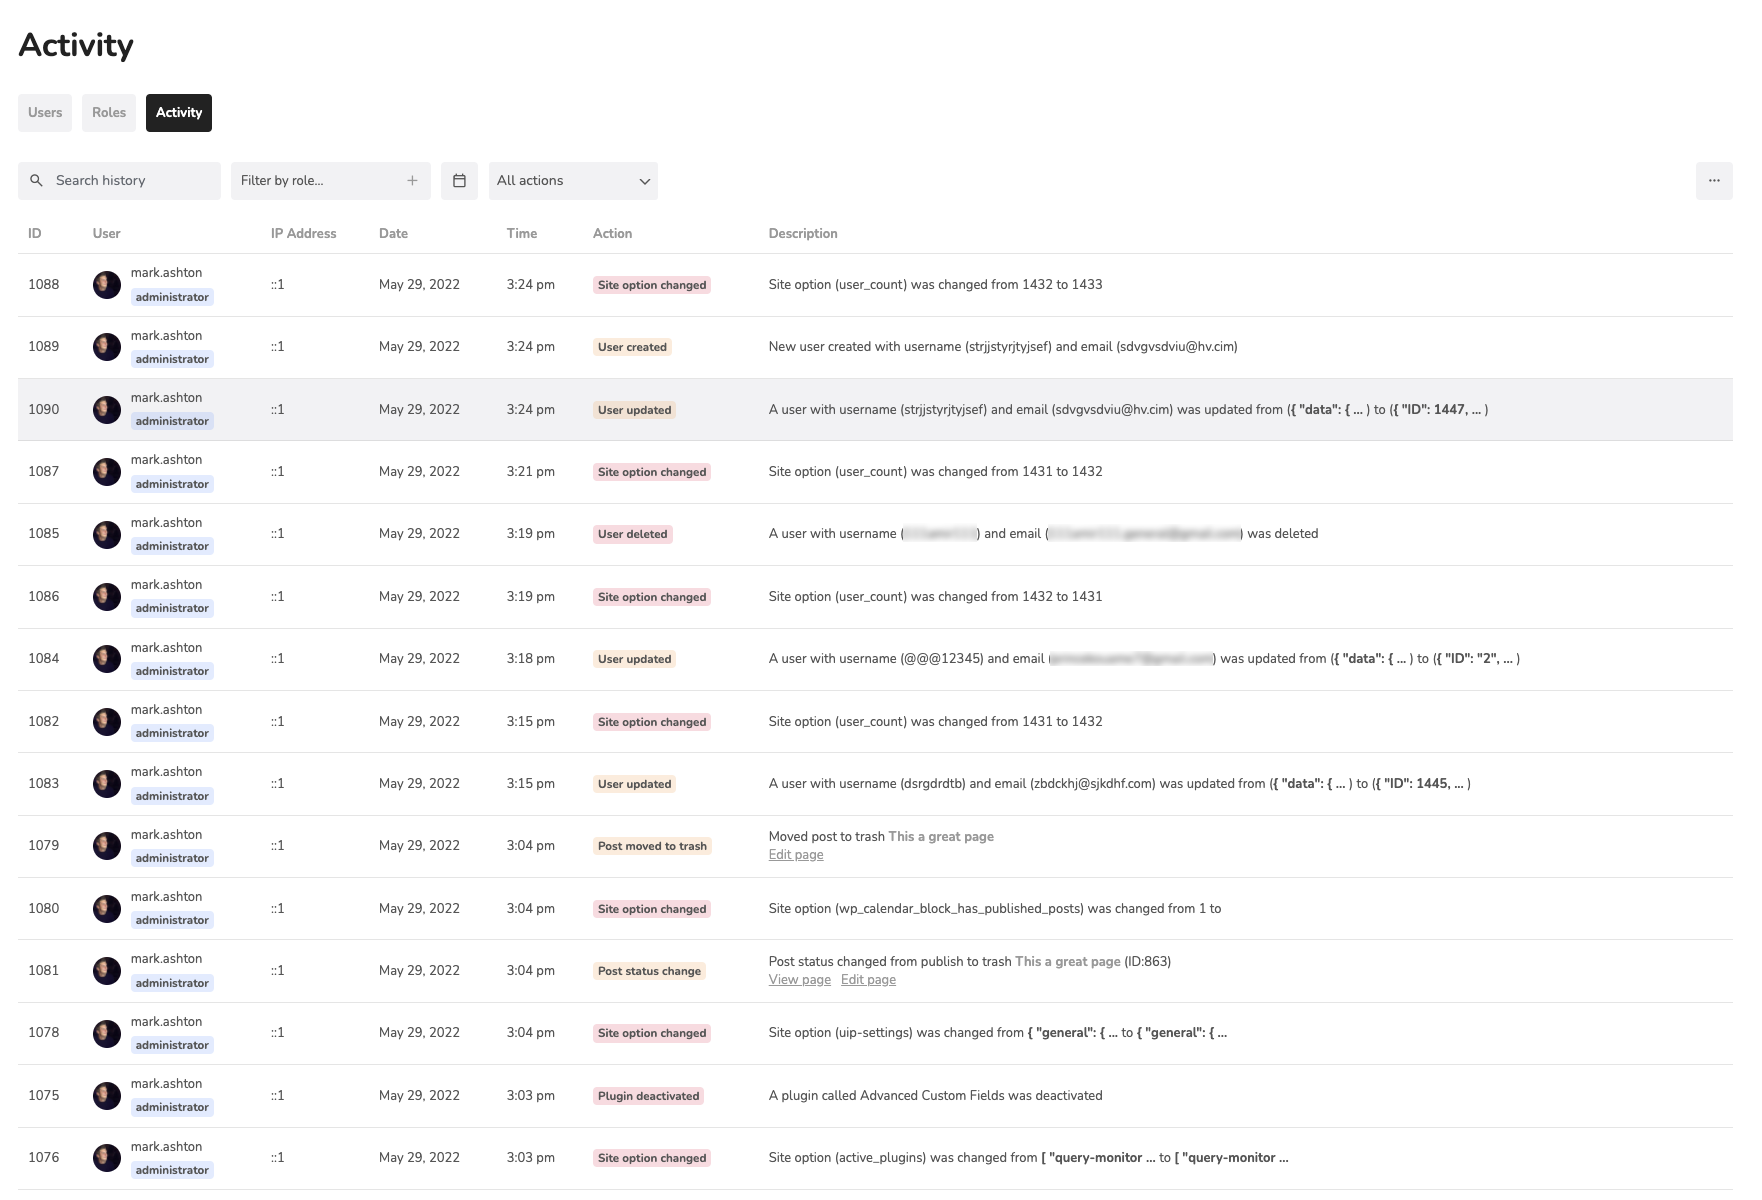 Activity
Users Roles Activity
Search history Filter by role... All actions
ID User IP Address Date Time Action Description
1088 mark.ashton administrator ::1 May 29, 2022 3:24 pm Site option changed Site option (user_count) was changed from 1432 to 1433
1089 mark.ashton administrator ::1 May 29, 2022 3:24 pm User created New user created with username (strjjstyrjtyjsef) and email (sdvgvsdviu@hv.cim)
1090 mark.ashton administrator ::1 May 29, 2022 3:24 pm User updated A user with username (strjjstyrjtyjsef) and email (sdvgvsdviu@hv.cim) was updated from ({ "data": { ... ) to ({ "ID": 1447, ... )
1087 mark.ashton administrator ::1 May 29, 2022 3:21 pm Site option changed Site option (user_count) was changed from 1431 to 1432
1085 mark.ashton administrator ::1 May 29, 2022 3:19 pm User deleted A user with username ( ) and email ( ) was deleted
1086 mark.ashton administrator ::1 May 29, 2022 3:19 pm Site option changed Site option (user_count) was changed from 1432 to 1431
1084 mark.ashton administrator ::1 May 29, 2022 3:18 pm User updated A user with username (@@@12345) and email ( ) was updated from ({ "data": { ... ) to ({ "ID": "2", ... )
1082 mark.ashton administrator ::1 May 29, 2022 3:15 pm Site option changed Site option (user_count) was changed from 1431 to 1432
1083 mark.ashton administrator ::1 May 29, 2022 3:15 pm User updated A user with username (dsrgdrdtb) and email (zbdckhj@sjkdhf.com) was updated from ({ "data": { ... ) to ({ "ID": 1445, ... )
1079 mark.ashton administrator ::1 May 29, 2022 3:04 pm Post moved to trash Moved post to trash This a great page
Edit page
1080 mark.ashton administrator ::1 May 29, 2022 3:04 pm Site option changed Site option (wp_calendar_block_has_published_posts) was changed from 1 to
1081 mark.ashton administrator ::1 May 29, 2022 3:04 pm Post status change Post status changed from publish to trash This a great page (ID:863)
View page Edit page
1078 mark.ashton administrator ::1 May 29, 2022 3:04 pm Site option changed Site option (uip-settings) was changed from { "general": { ... to { "general": { ...
1075 mark.ashton administrator ::1 May 29, 2022 3:03 pm Plugin deactivated A plugin called Advanced Custom Fields was deactivated
1076 mark.ashton administrator ::1 May 29, 2022 3:03 pm Site option changed Site option (active_plugins) was changed from [ "query-monitor ... to [ "query-monitor ...